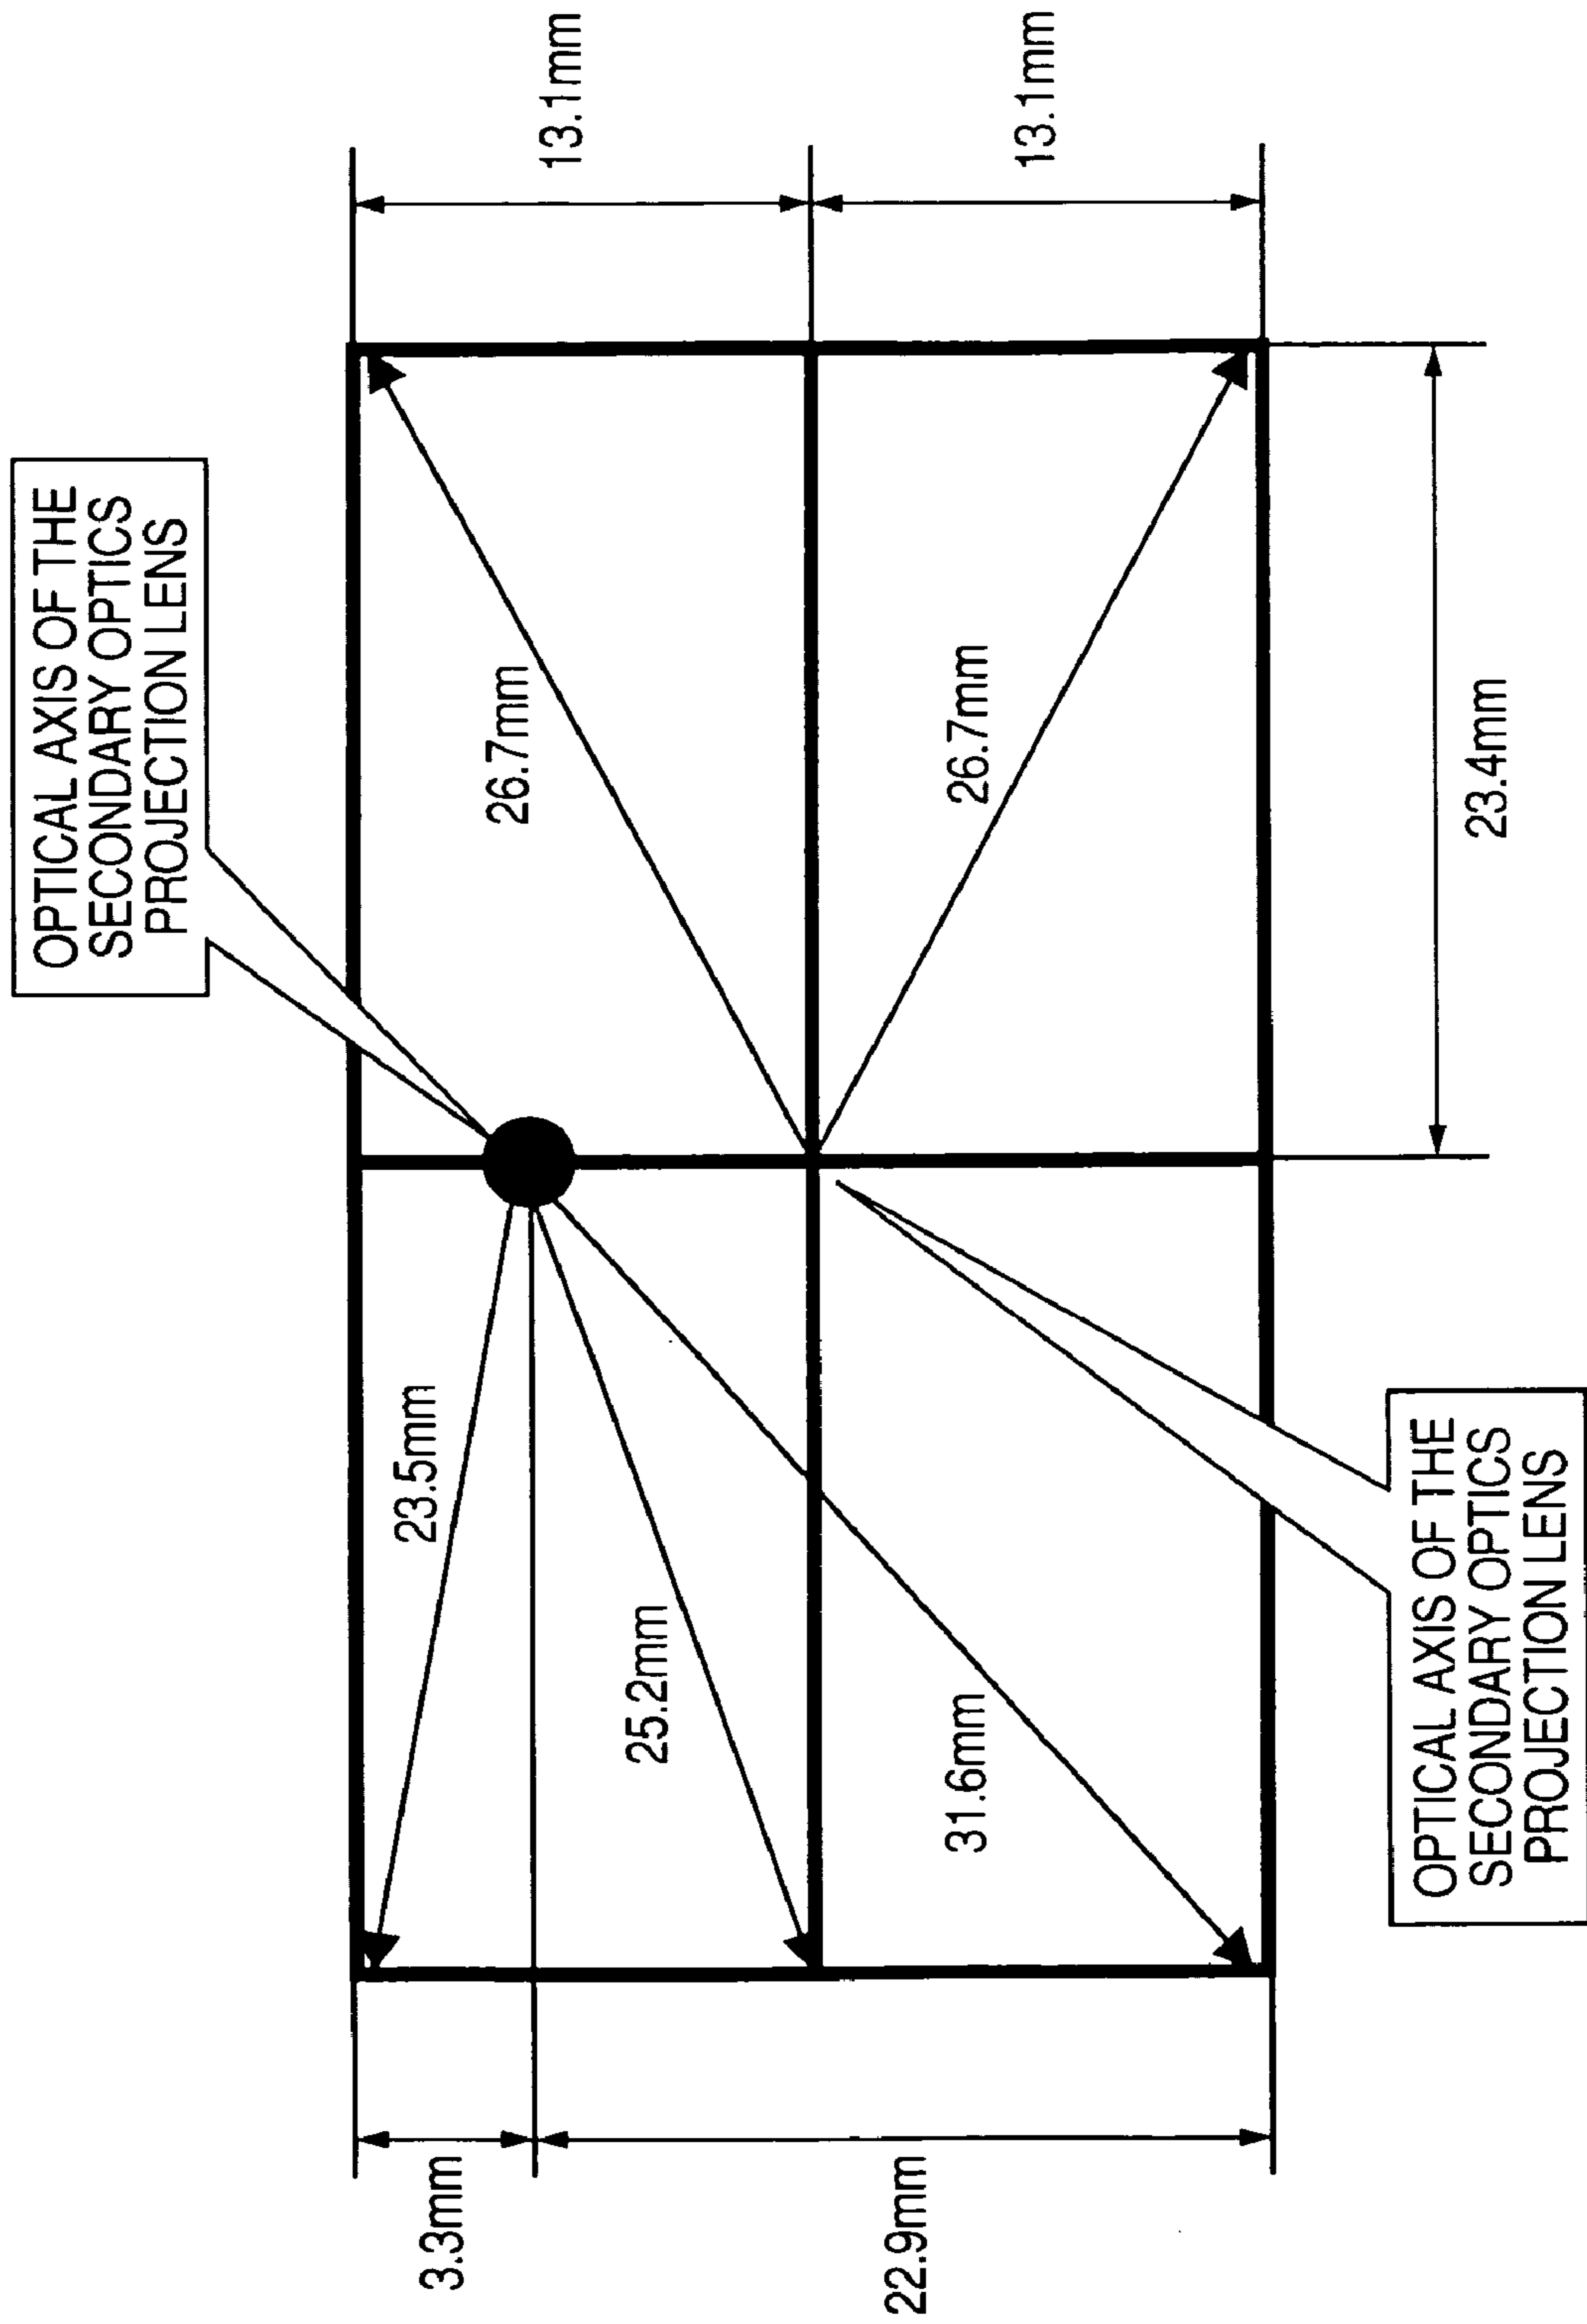 OPTICAL AXIS OF THE
SECONDARY OPTICS
PROJECTION LENS
3.3mm
23.5mm
26.7mm
13.1mm
25.2mm
22.9mm
31.6mm
26.7mm
13.1mm
OPTICAL AXIS OF THE
SECONDARY OPTICS
PROJECTION LENS
23.4mm